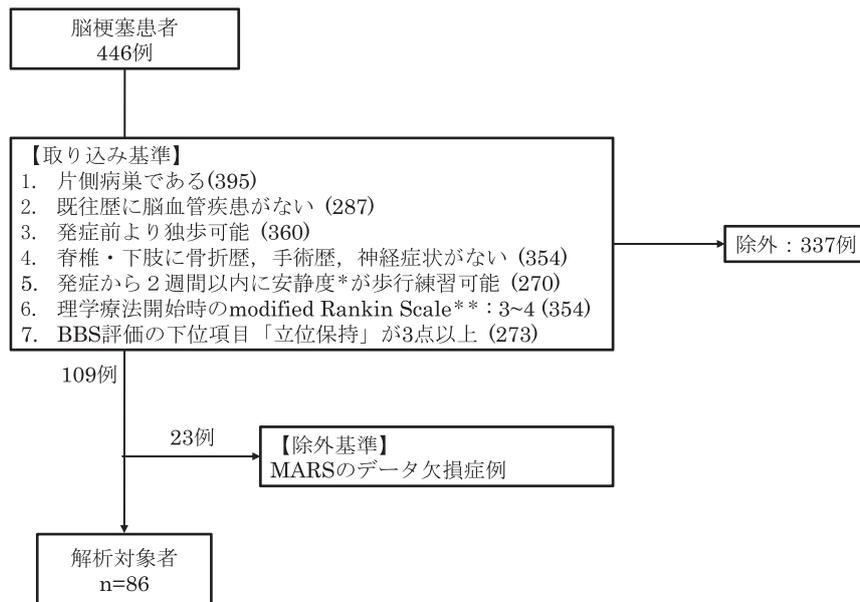 脳梗塞患者
446例
【取り込み基準】
1. 片側病巣である(395)
2. 既往歴に脳血管疾患がない (287)
3. 発症前より独歩可能 (360)
4. 脊椎・下肢に骨折歴，手術歴，神経症状がない (354)
5. 発症から２週間以内に安静度*が歩行練習可能 (270)
6. 理学療法開始時のmodified Rankin Scale**：3~4 (354)
7. BBS評価の下位項目「立位保持」が3点以上 (273)
除外：337例
109例
23例
【除外基準】
MARSのデータ欠損症例
解析対象者
n=86